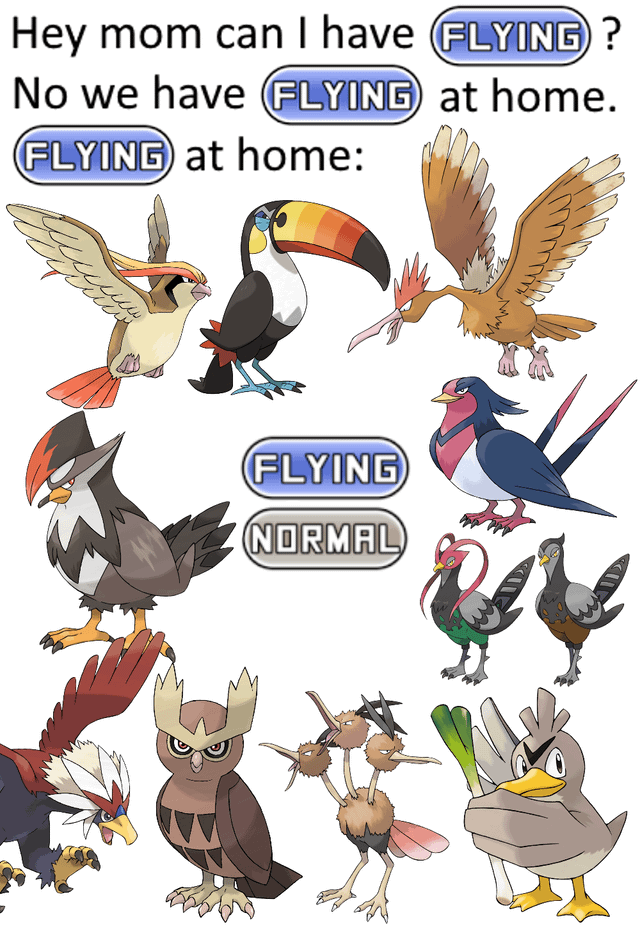 Hey mom can I have FLYING ?
No we have FLYING at home.
FLYING at home:
FLYING
NORMAL